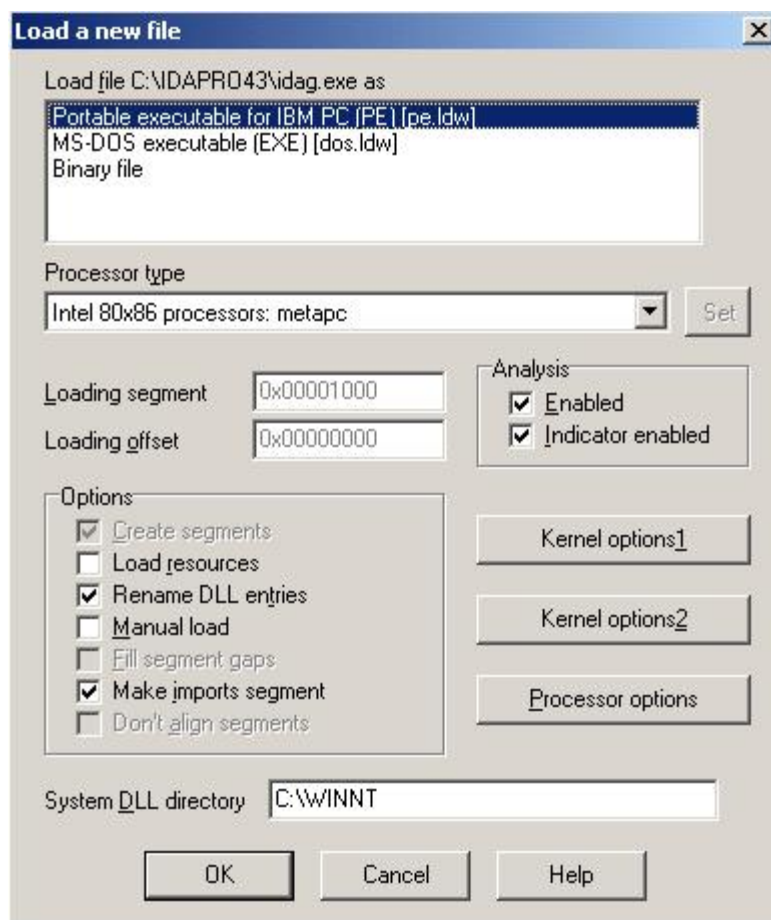 Load a new file
Load file C:\IDAPRO43\idag.exe as
Portable executable for IBM PC (PE) [pe.ldw]
MS-DOS executable (EXE) [dos.ldw]
Binary file
Processor type
Intel 80x86 processors: metapc
Set
Loading segment
0x00001000
Loading offset
0x00000000
Analysis
Enabled
Indicator enabled
Options
Create segments
Load resources
Rename DLL entries
Manual load
Fill segment gaps
Make imports segment
Don't align segments
Kernel options1
Kernel options2
Processor options
System DLL directory
C:\WINNT
OK
Cancel
Help